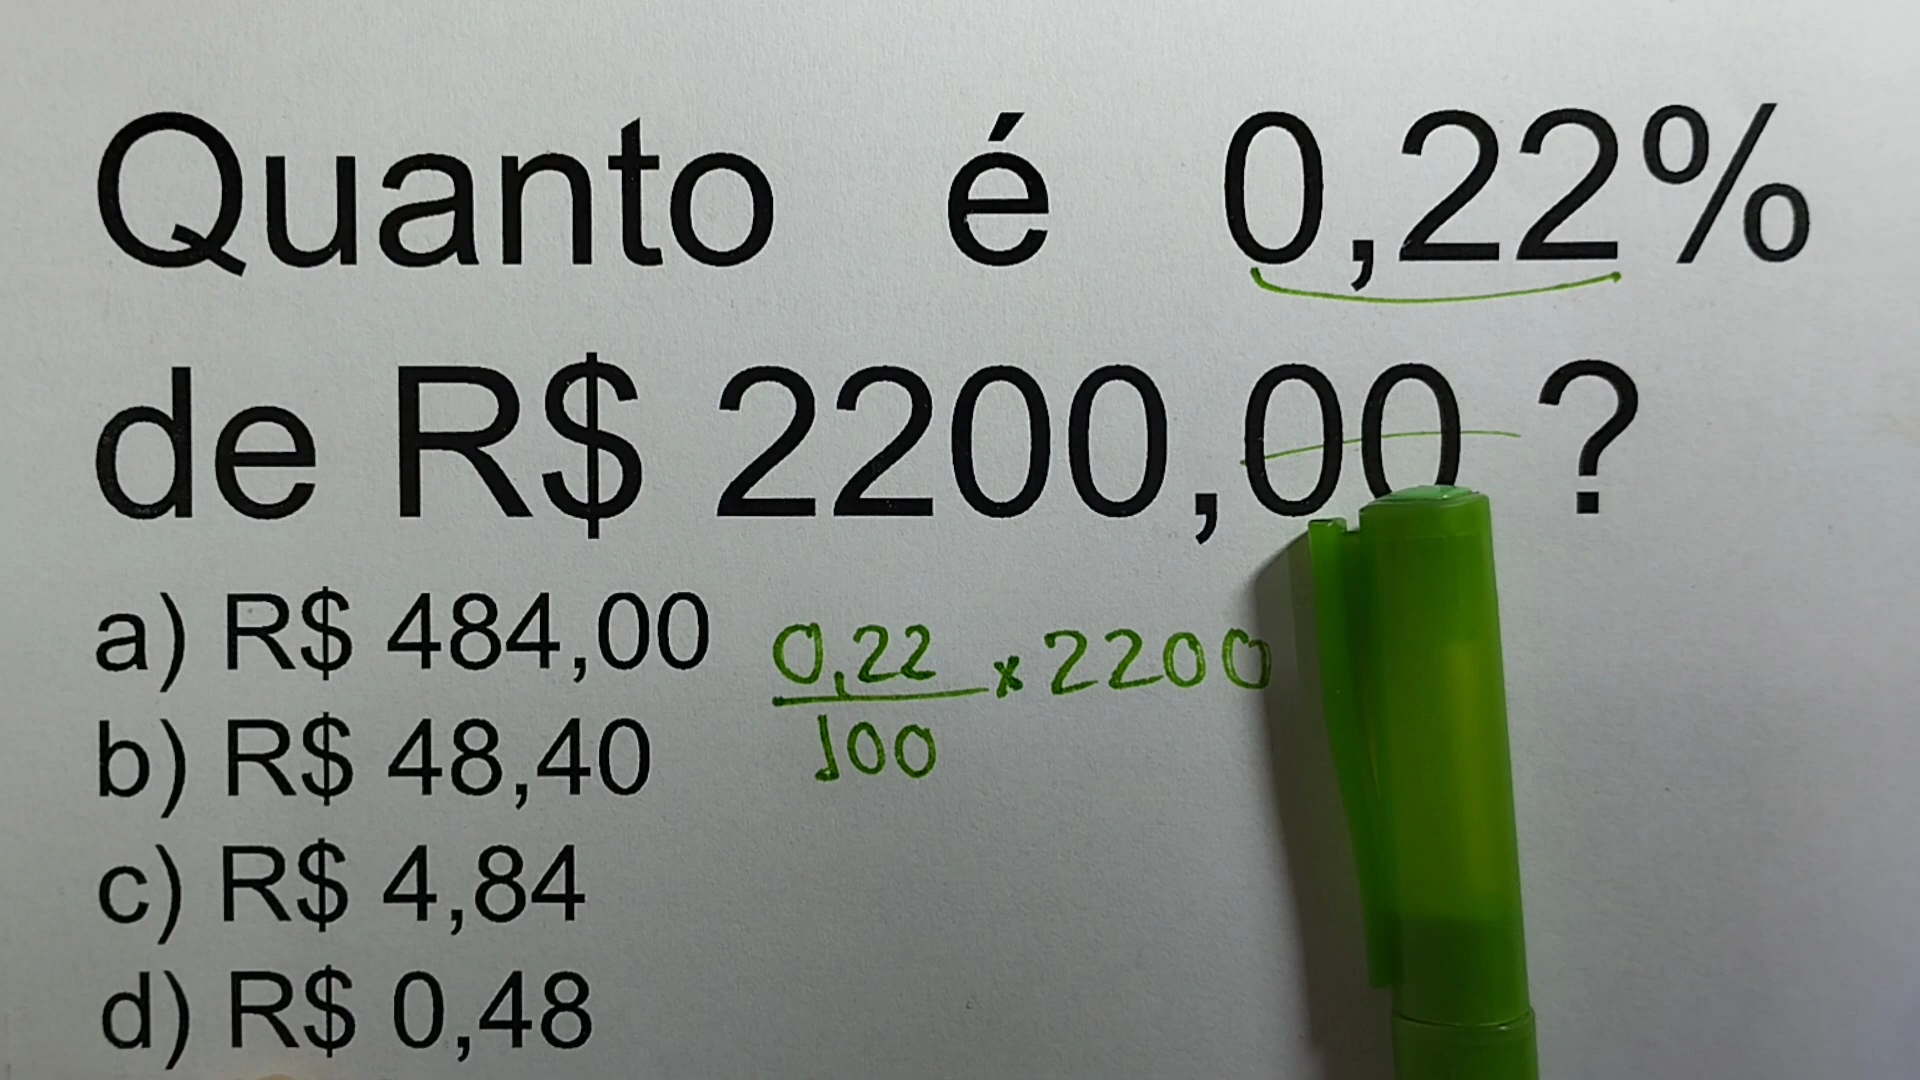 Quanto é 0,22%
de R$ 2200,00 ?
a) R$ 484,00
b) R$ 48,40
c) R$ 4,84
d) R$ 0,48
0,22 x 2200
100